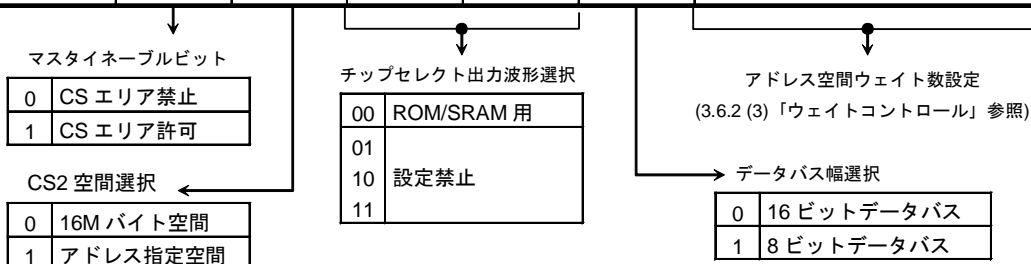 マスタイネーブルビット
0 CS エリア禁止
1 CS エリア許可
CS2 空間選択
0 16M バイト空間
1 アドレス指定空間
チップセレクト出力波形選択
00 ROM/SRAM 用
01
10 設定禁止
11
アドレス空間ウェイト数設定
(3.6.2 (3)「ウェイトコントロール」参照)
データバス幅選択
0 16 ビットデータバス
1 8 ビットデータバス